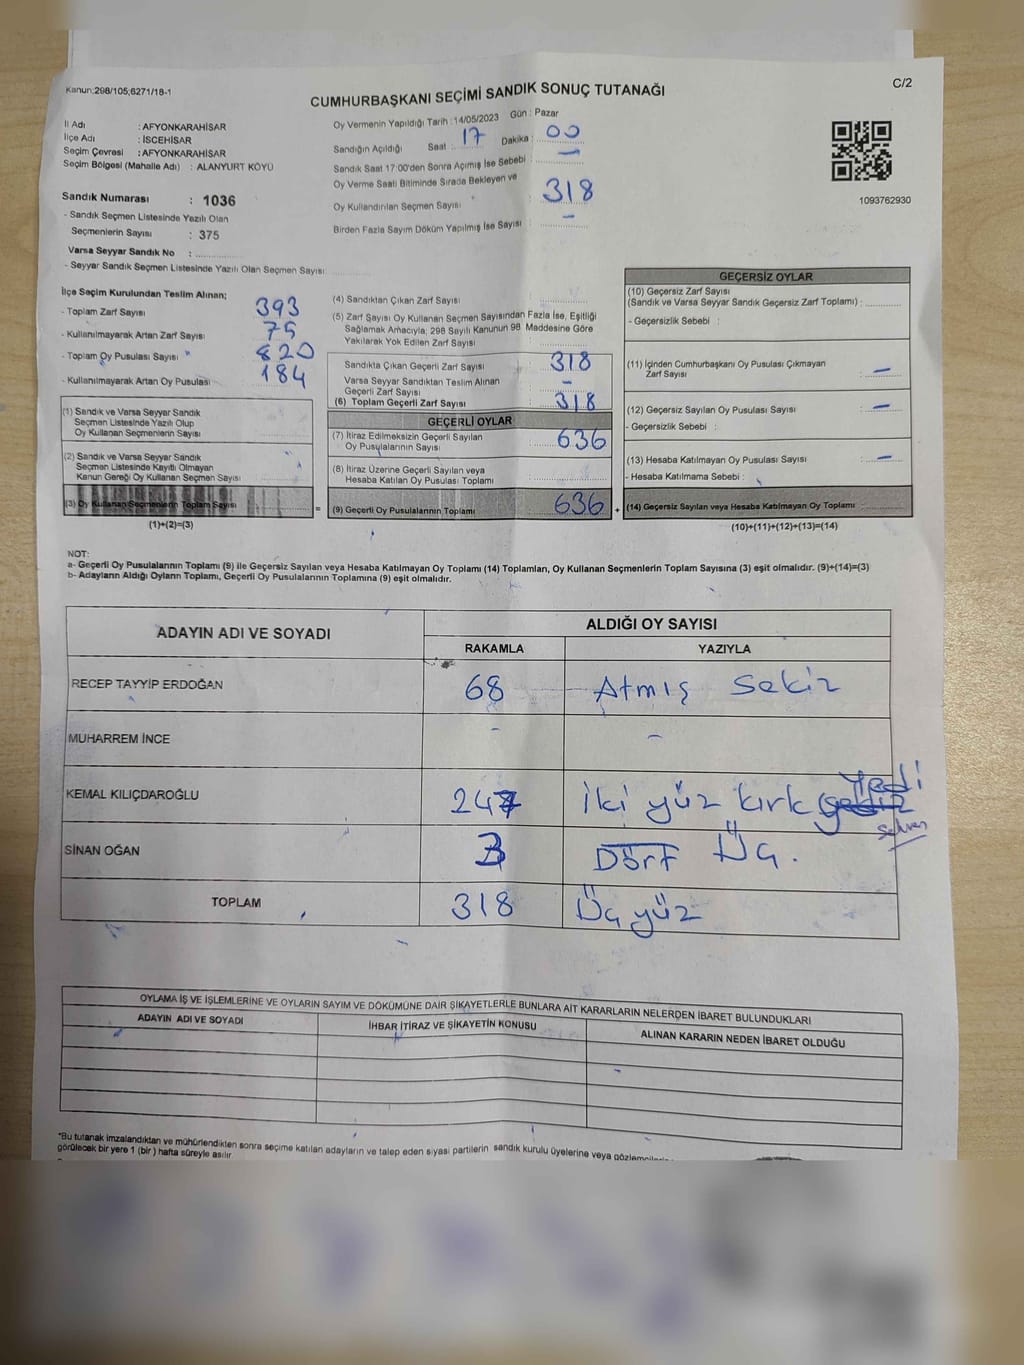 Kanun:298/105;6271/18-1
C/2
CUMHURBAŞKANI SEÇİMİ SANDIK SONUÇ TUTANAĞI
İl Adı : AFYONKARAHİSAR
İlçe Adı : İSCEHİSAR
Seçim Çevresi : AFYONKARAHİSAR
Seçim Bölgesi (Mahalle Adı) : ALANYURT KÖYÜ
Sandık Numarası : 1036
- Sandık Seçmen Listesinde Yazılı Olan
Seçmenlerin Sayısı : 375
Varsa Seyyar Sandık No :
- Seyyar Sandık Seçmen Listesinde Yazılı Olan Seçmen Sayısı
Oy Vermenin Yapıldığı Tarih : 14/05/2023 Gün : Pazar
Sandığın Açıldığı Saat : 17 Dakika : 00
Sandık Saat 17:00'den Sonra Açımış İse Sebebi : -
Oy Verme Saati Bitiminde Sırada Bekleyen ve
Oy Kullandırılan Seçmen Sayısı : 318
Birden Fazla Sayım Döküm Yapılmış İse Sayısı : -
1093762930
İlçe Seçim Kurulundan Teslim Alınan;
- Toplam Zarf Sayısı 393
- Kullanılmayarak Artan Zarf Sayısı 75
- Toplam Oy Pusulası Sayısı 820
- Kullanılmayarak Artan Oy Pusulası 184
(1) Sandık ve Varsa Seyyar Sandık
Seçmen Listesinde Yazılı Olup
Oy Kullanan Seçmenlerin Sayısı
(2) Sandık ve Varsa Seyyar Sandık
Seçmen Listesinde Kayıtlı Olmayan
Kanun Gereği Oy Kullanan Seçmen Sayısı
(3) Oy Kullanan Seçmenlerin Toplam Sayısı =
(1)+(2)=(3)
(4) Sandıktan Çıkan Zarf Sayısı
(5) Zarf Sayısı Oy Kullanan Seçmen Sayısından Fazla İse, Eşitliği
Sağlamak Amacıyla; 298 Sayılı Kanunun 98 Maddesine Göre
Yakılarak Yok Edilen Zarf Sayısı
Sandıkta Çıkan Geçerli Zarf Sayısı 318
Varsa Seyyar Sandıktan Teslim Alınan
Geçerli Zarf Sayısı -
(6) Toplam Geçerli Zarf Sayısı 318
GEÇERLİ OYLAR
(7) İtiraz Edilmeksizin Geçerli Sayılan
Oy Pusulalarının Sayısı 636
(8) İtiraz Üzerine Geçerli Sayılan veya
Hesaba Katılan Oy Pusulası Toplamı
(9) Geçerli Oy Pusulalarının Toplamı 636 +
GEÇERSİZ OYLAR
(10) Geçersiz Zarf Sayısı
(Sandık ve Varsa Seyyar Sandık Geçersiz Zarf Toplamı) :
- Geçersizlik Sebebi :
(11) İçinden Cumhurbaşkanı Oy Pusulası Çıkmayan
Zarf Sayısı -
(12) Geçersiz Sayılan Oy Pusulası Sayısı -
- Geçersizlik Sebebi :
(13) Hesaba Katılmayan Oy Pusulası Sayısı -
- Hesaba Katılmama Sebebi :
(14) Geçersiz Sayılan veya Hesaba Katılmayan Oy Toplamı
(10)+(11)+(12)+(13)=(14)
NOT:
a- Geçerli Oy Pusulalarının Toplamı (9) ile Geçersiz Sayılan veya Hesaba Katılmayan Oy Toplamı (14) Toplamları, Oy Kullanan Seçmenlerin Toplam Sayısına (3) eşit olmalıdır. (9)+(14)=(3)
b- Adayların Aldığı Oyların Toplamı, Geçerli Oy Pusulalarının Toplamına (9) eşit olmalıdır.
ADAYIN ADI VE SOYADI ALDIĞI OY SAYISI
RAKAMLA YAZIYLA
RECEP TAYYİP ERDOĞAN 68 Atmış Sekiz
MUHARREM İNCE - -
KEMAL KILIÇDAROĞLU 247 İki yüz kırk Yedi
SİNAN OĞAN 3 Dört Üç.
TOPLAM 318 Üç yüz
OYLAMA İŞ VE İŞLEMLERİNE VE OYLARIN SAYIM VE DÖKÜMÜNE DAİR ŞİKAYETLERLE BUNLARA AİT KARARLARIN NELERDEN İBARET BULUNDUKLARI
ADAYIN ADI VE SOYADI İHBAR İTİRAZ VE ŞİKAYETİN KONUSU ALINAN KARARIN NEDEN İBARET OLDUĞU
*Bu tutanak imzalandıktan ve mühürlendikten sonra seçime katılan adayların ve talep eden siyasi partilerin sandık kurulu üyelerine veya gözlemcilerine
görülecek bir yere 1 (bir ) hafta süreyle asılır.